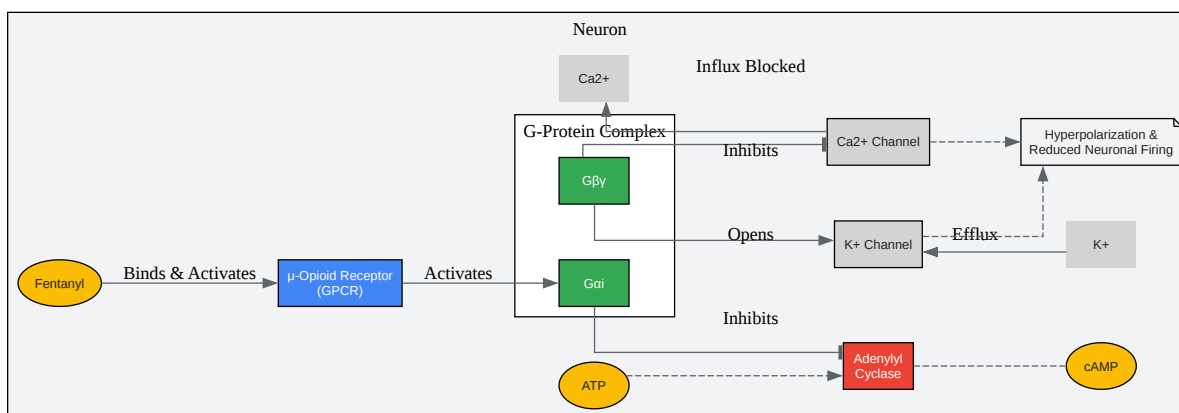 Neuron
Ca2+
Influx Blocked
G-Protein Complex
Ca2+ Channel
Hyperpolarization &
Reduced Neuronal Firing
Inhibits
Gβγ
Opens
K+ Channel
Efflux
K+
Fentanyl
Binds & Activates
μ-Opioid Receptor
(GPCR)
Activates
Gαi
Inhibits
ATP
Adenylyl
Cyclase
cAMP